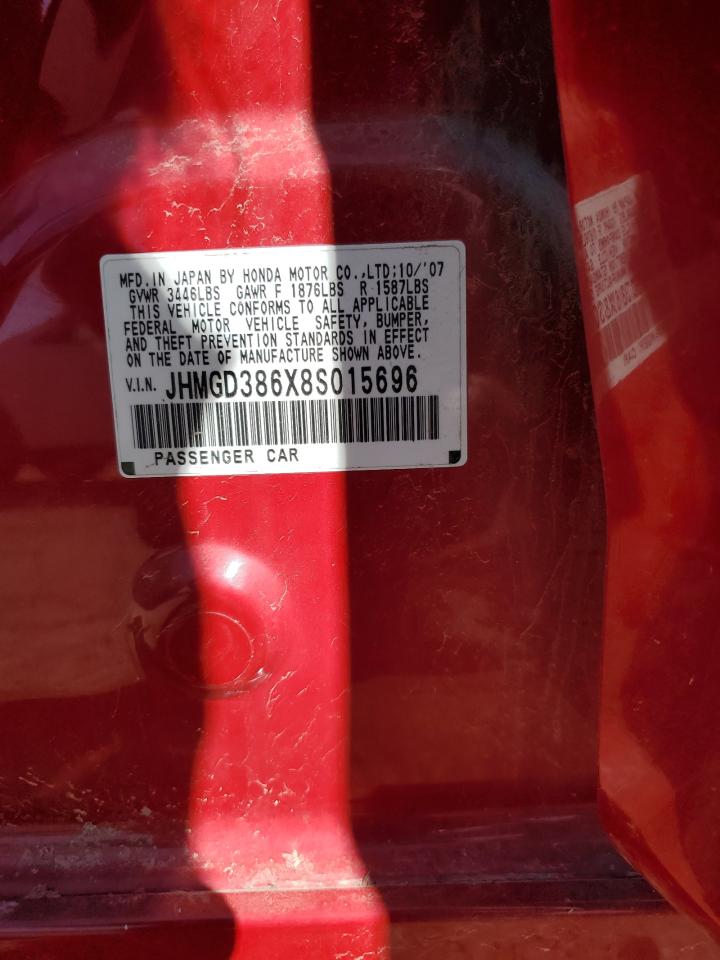 MFD.IN JAPAN BY HONDA MOTOR CO.,LTD;10/'07
GVWR 3446LBS GAWR F 1876LBS R 1587LBS
THIS VEHICLE CONFORMS TO ALL APPLICABLE
FEDERAL MOTOR VEHICLE SAFETY, BUMPER,
AND THEFT PREVENTION STANDARDS IN EFFECT
ON THE DATE OF MANUFACTURE SHOWN ABOVE.
V.I.N. JHMGD386X8S015696
PASSENGER CAR